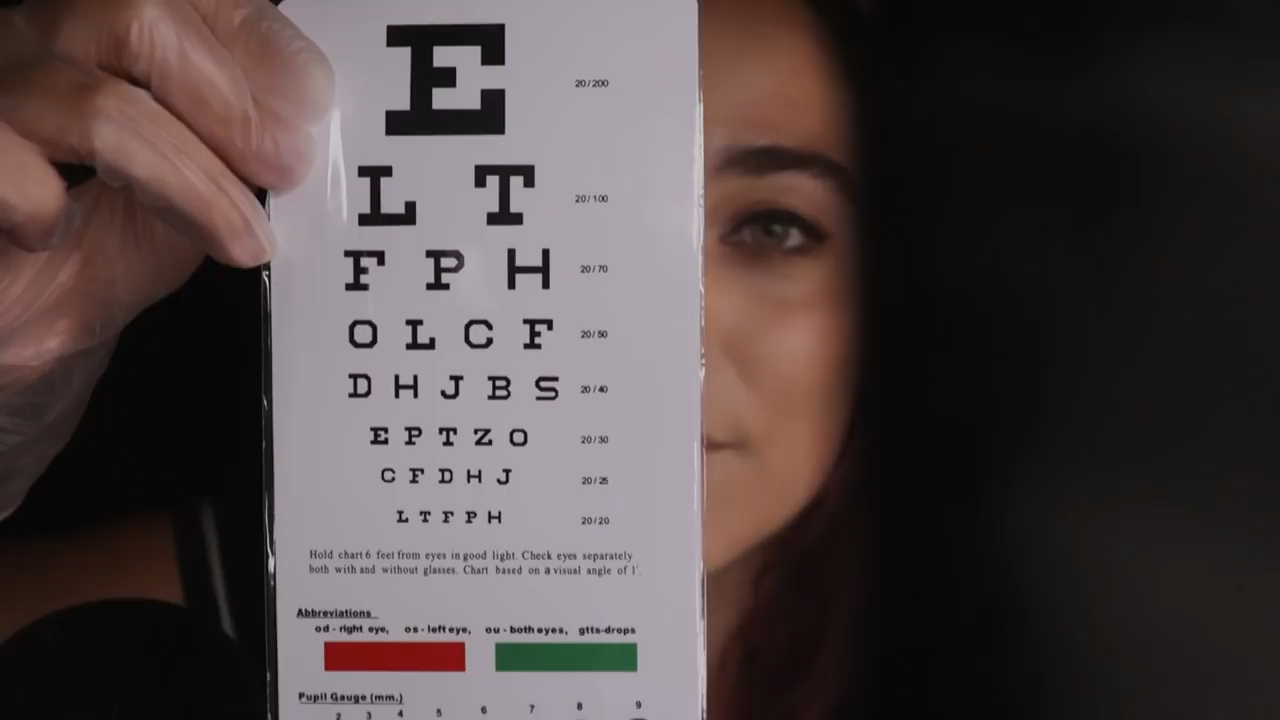 E 20/200
L T 20/100
F P H 20/70
O L C F 20/50
D H J B S 20/40
E P T Z O 20/30
C F D H J 20/25
L T F P H 20/20
Hold chart 6 feet from eyes in good light. Check eyes separately
both with and without glasses. Chart based on a visual angle of 1'.
Abbreviations
od - right eye, os - left eye, ou - both eyes, gtts-drops
Pupil Gauge (mm.)
2 3 4 5 6 7 8 9